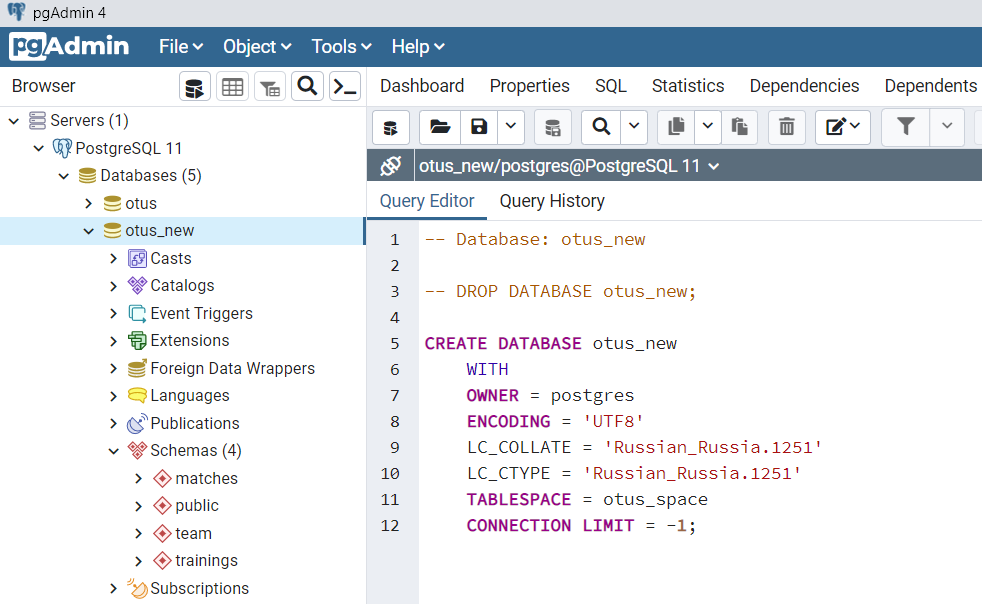 pgAdmin 4
pgAdmin File Object Tools Help
Browser
Dashboard Properties SQL Statistics Dependencies Dependents
Servers (1)
PostgreSQL 11
Databases (5)
otus
otus_new
Casts
Catalogs
Event Triggers
Extensions
Foreign Data Wrappers
Languages
Publications
Schemas (4)
matches
public
team
trainings
Subscriptions
otus_new/postgres@PostgreSQL 11
Query Editor Query History
1 -- Database: otus_new
2
3 -- DROP DATABASE otus_new;
4
5 CREATE DATABASE otus_new
6 WITH
7 OWNER = postgres
8 ENCODING = 'UTF8'
9 LC_COLLATE = 'Russian_Russia.1251'
10 LC_CTYPE = 'Russian_Russia.1251'
11 TABLESPACE = otus_space
12 CONNECTION LIMIT = -1;